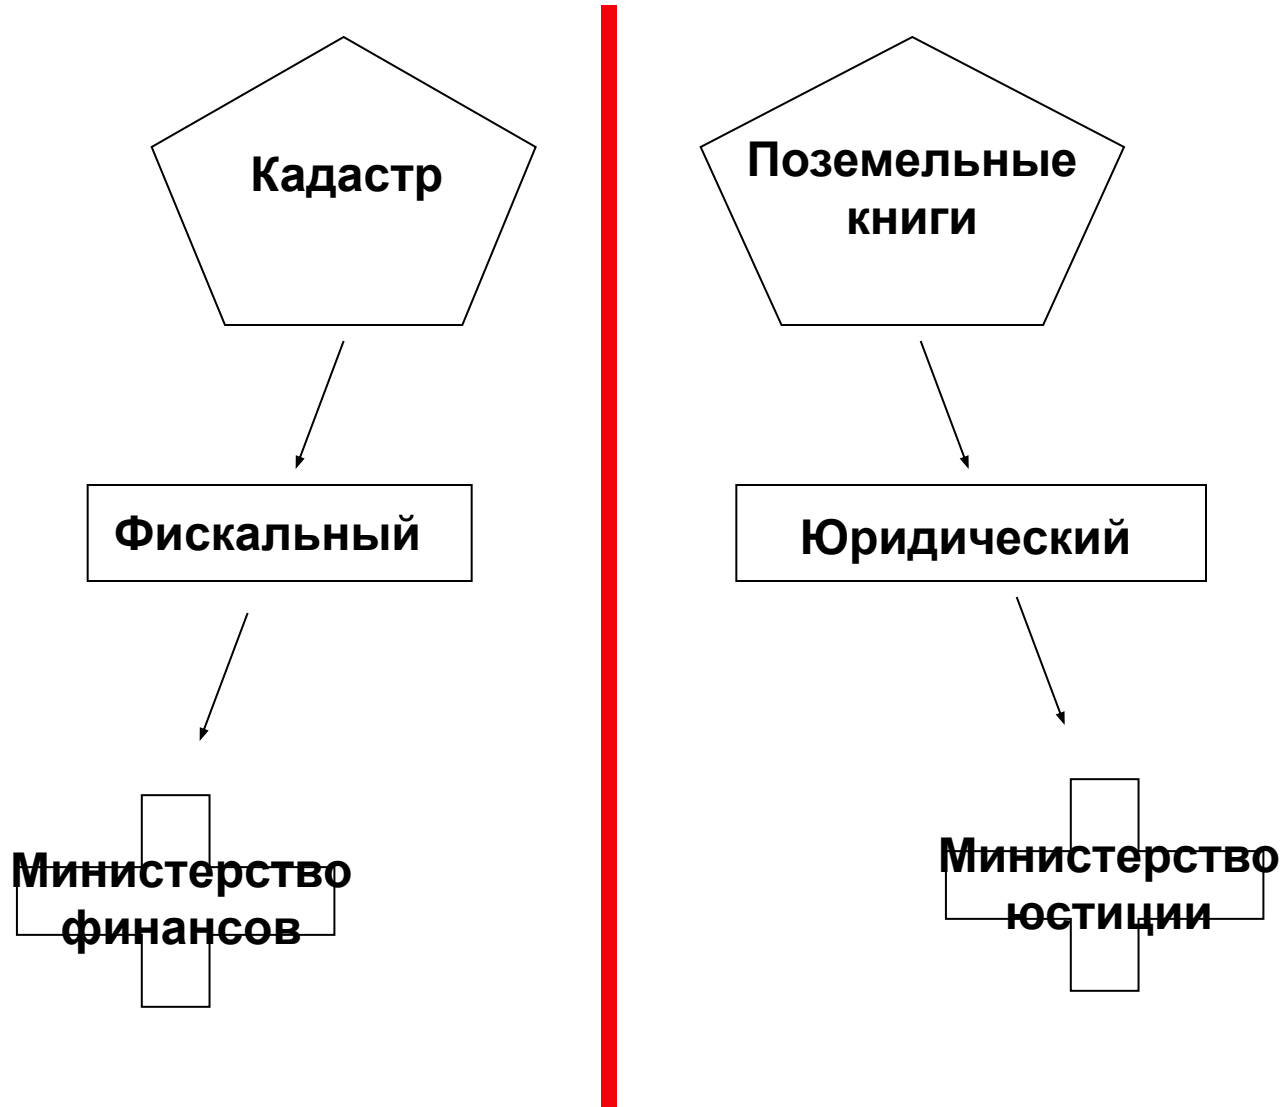 Кадастр
Фискальный
Министерство
финансов
Поземельные
книги
Юридический
Министерство
юстиции